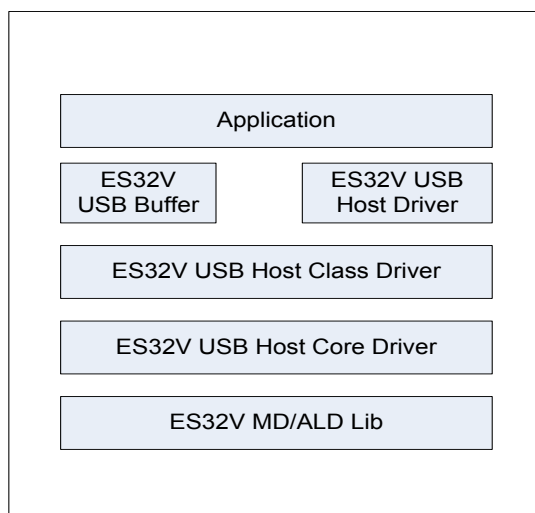 Application
ES32V
USB Buffer
ES32V USB
Host Driver
ES32V USB Host Class Driver
ES32V USB Host Core Driver
ES32V MD/ALD Lib